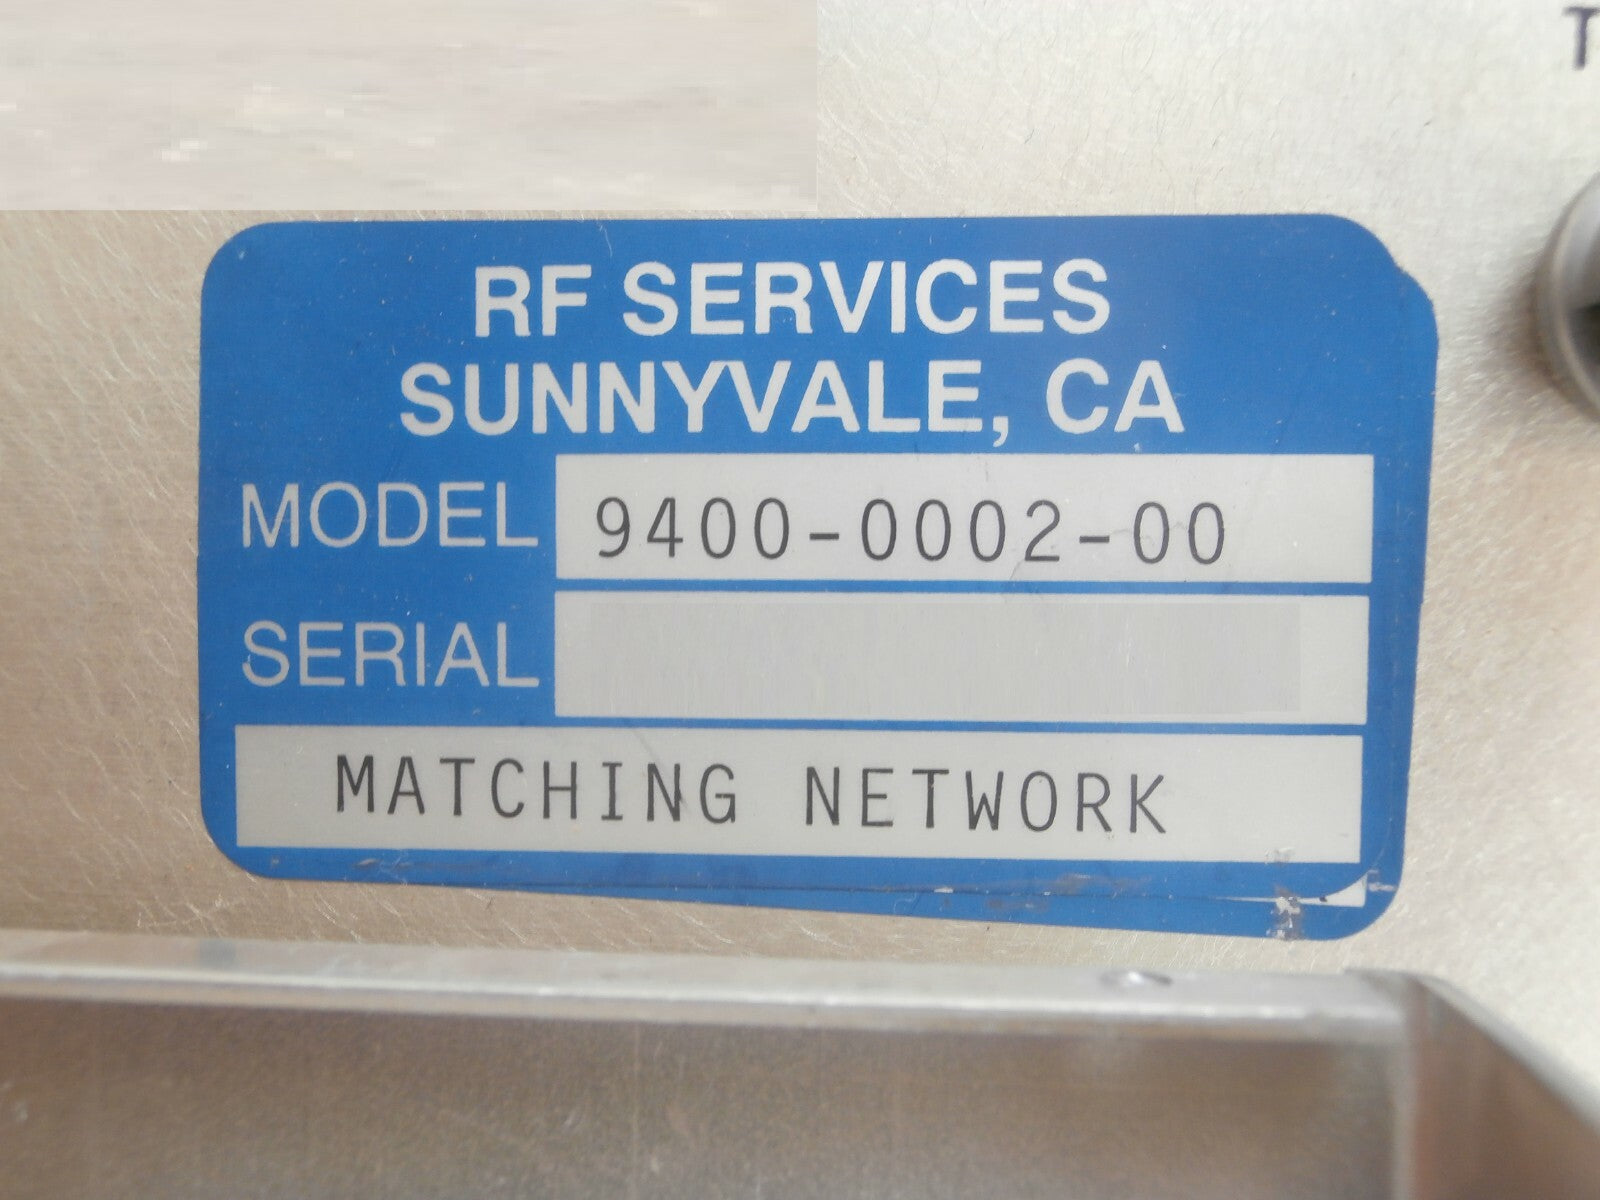 T
RF SERVICES
SUNNYVALE, CA
MODEL 9400-0002-00
SERIAL
MATCHING NETWORK